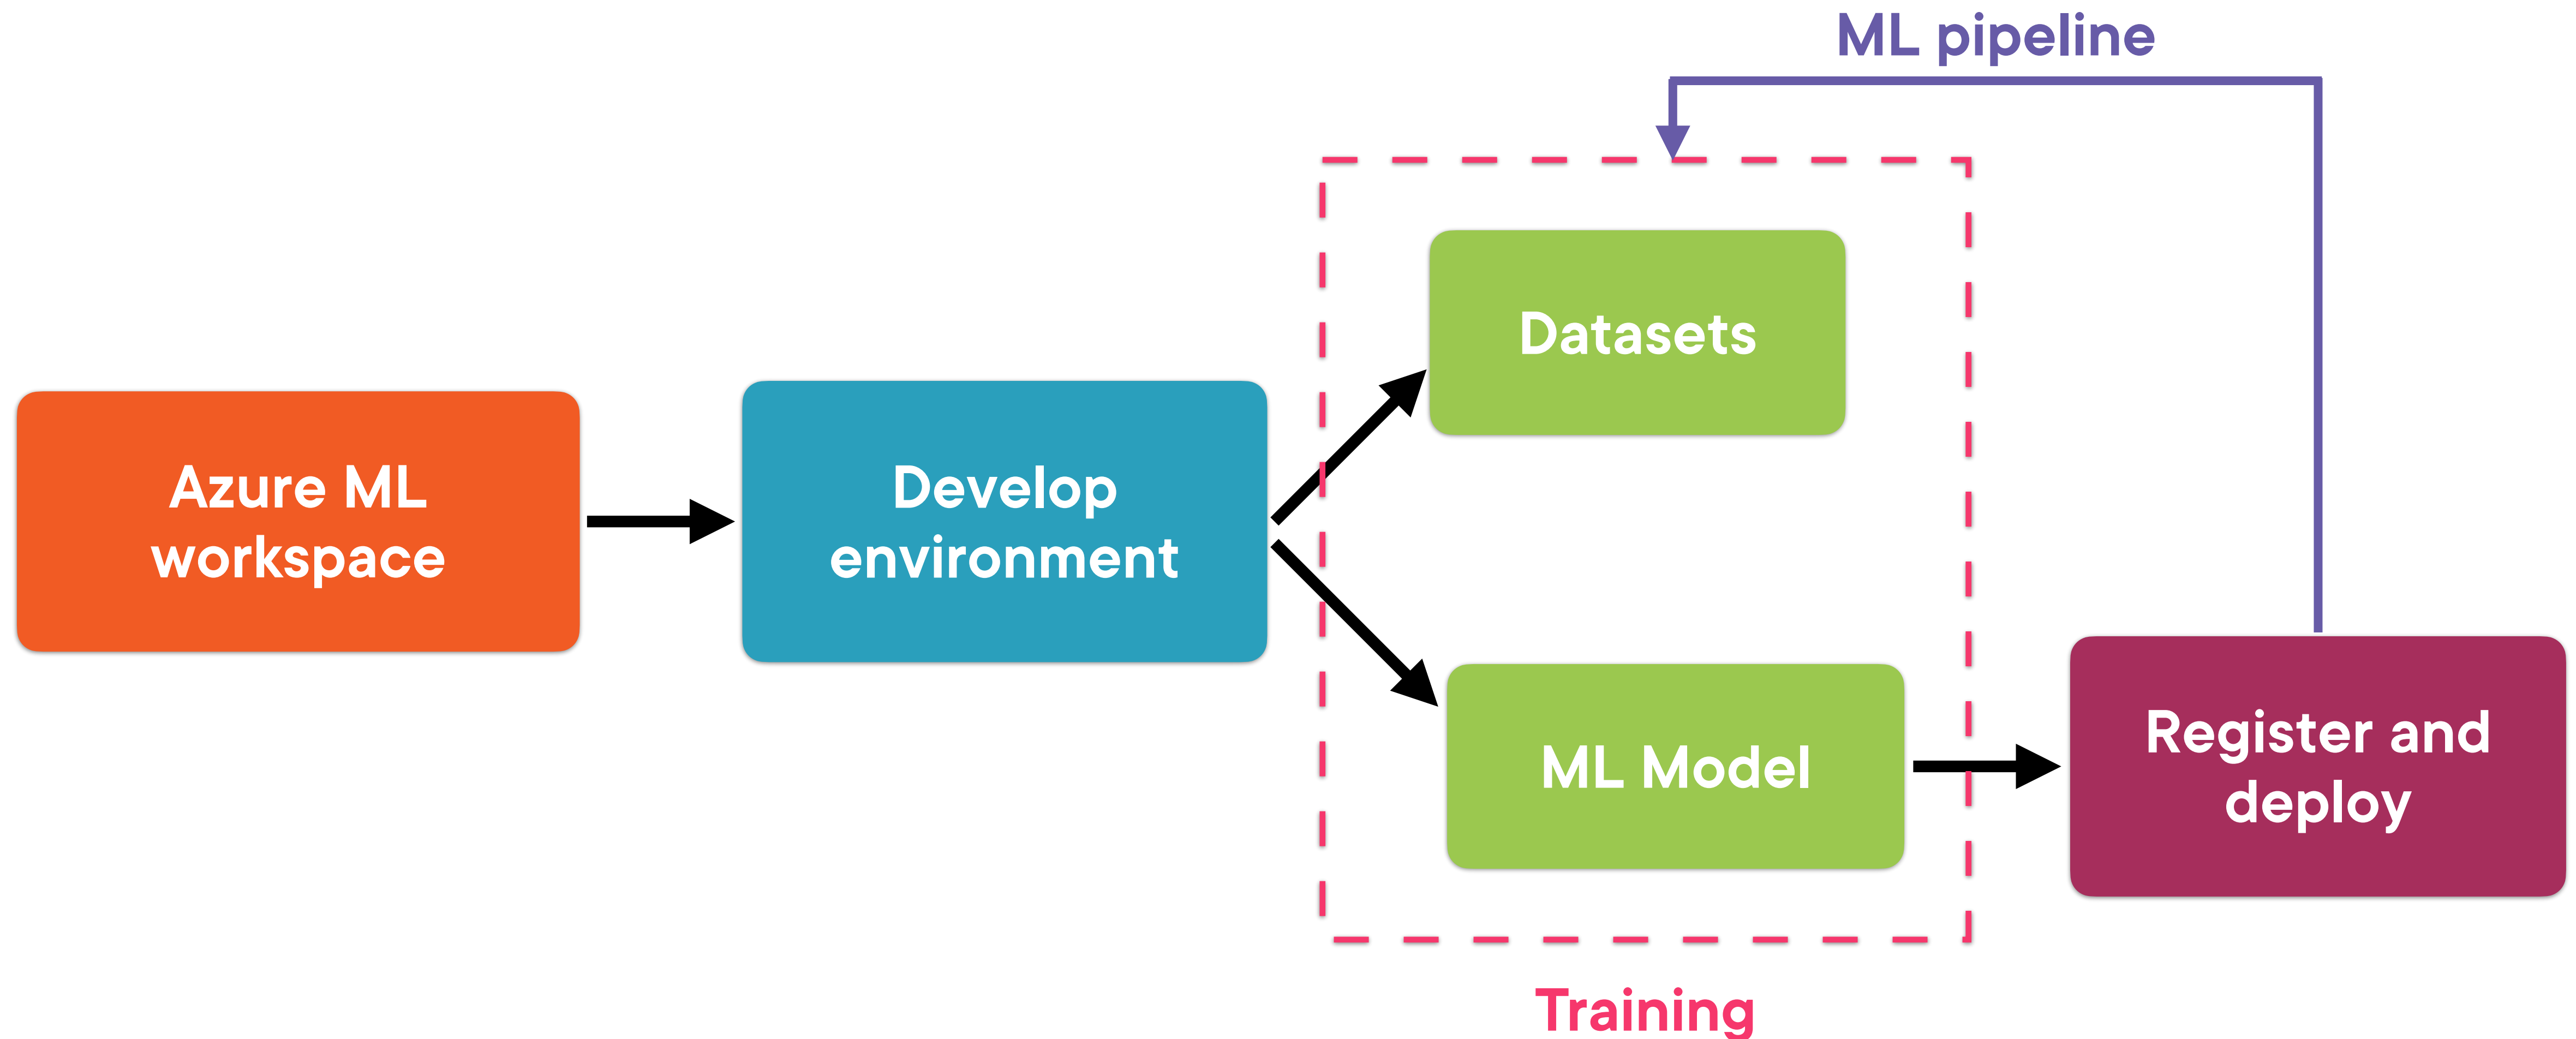 ML pipeline
Datasets
Azure ML
workspace
Develop
environment
ML Model
Register and
deploy
Training